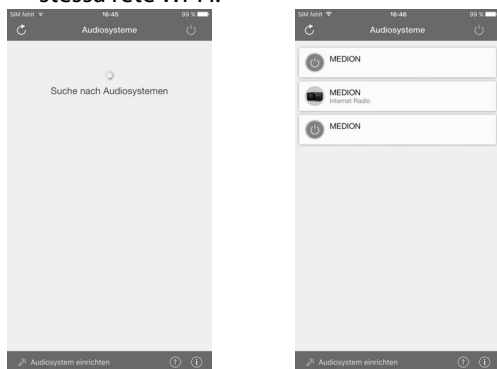 stessa rete Wi-Fi.
SIM fehlt 16:45 99 %
Audiosysteme
Suche nach Audiosystemen
Audiosystem einrichten
SIM fehlt 16:46 99 %
Audiosysteme
MEDION
MEDION
Internet Radio
MEDION
Audiosystem einrichten